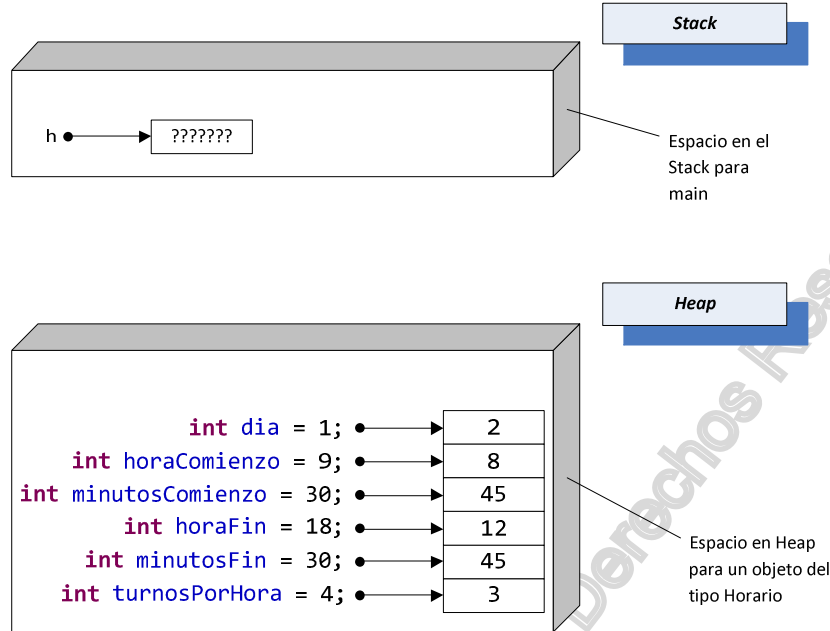 Stack
h
???????
Espacio en el
Stack para
main
Heap
int dia = 1;
2
int horaComienzo = 9;
8
int minutosComienzo = 30;
45
int horaFin = 18;
12
int minutosFin = 30;
45
int turnosPorHora = 4;
3
Espacio en Heap
para un objeto del
tipo Horario
Derechos